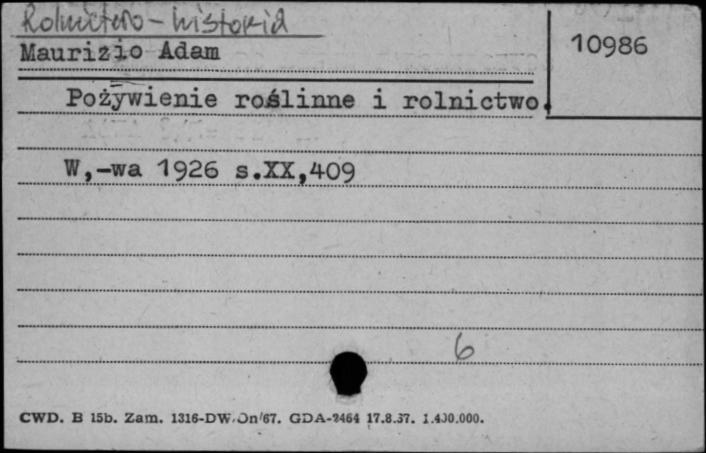 Rolnictwo - historia
Maurizio Adam
10986
Pożywienie roślinne i rolnictwo.
W,-wa 1926 s.XX,409
6
CWD. B 15b. Zam. 1316-DW. On/67. GDA-2464 17.8.67. 1.400.000.